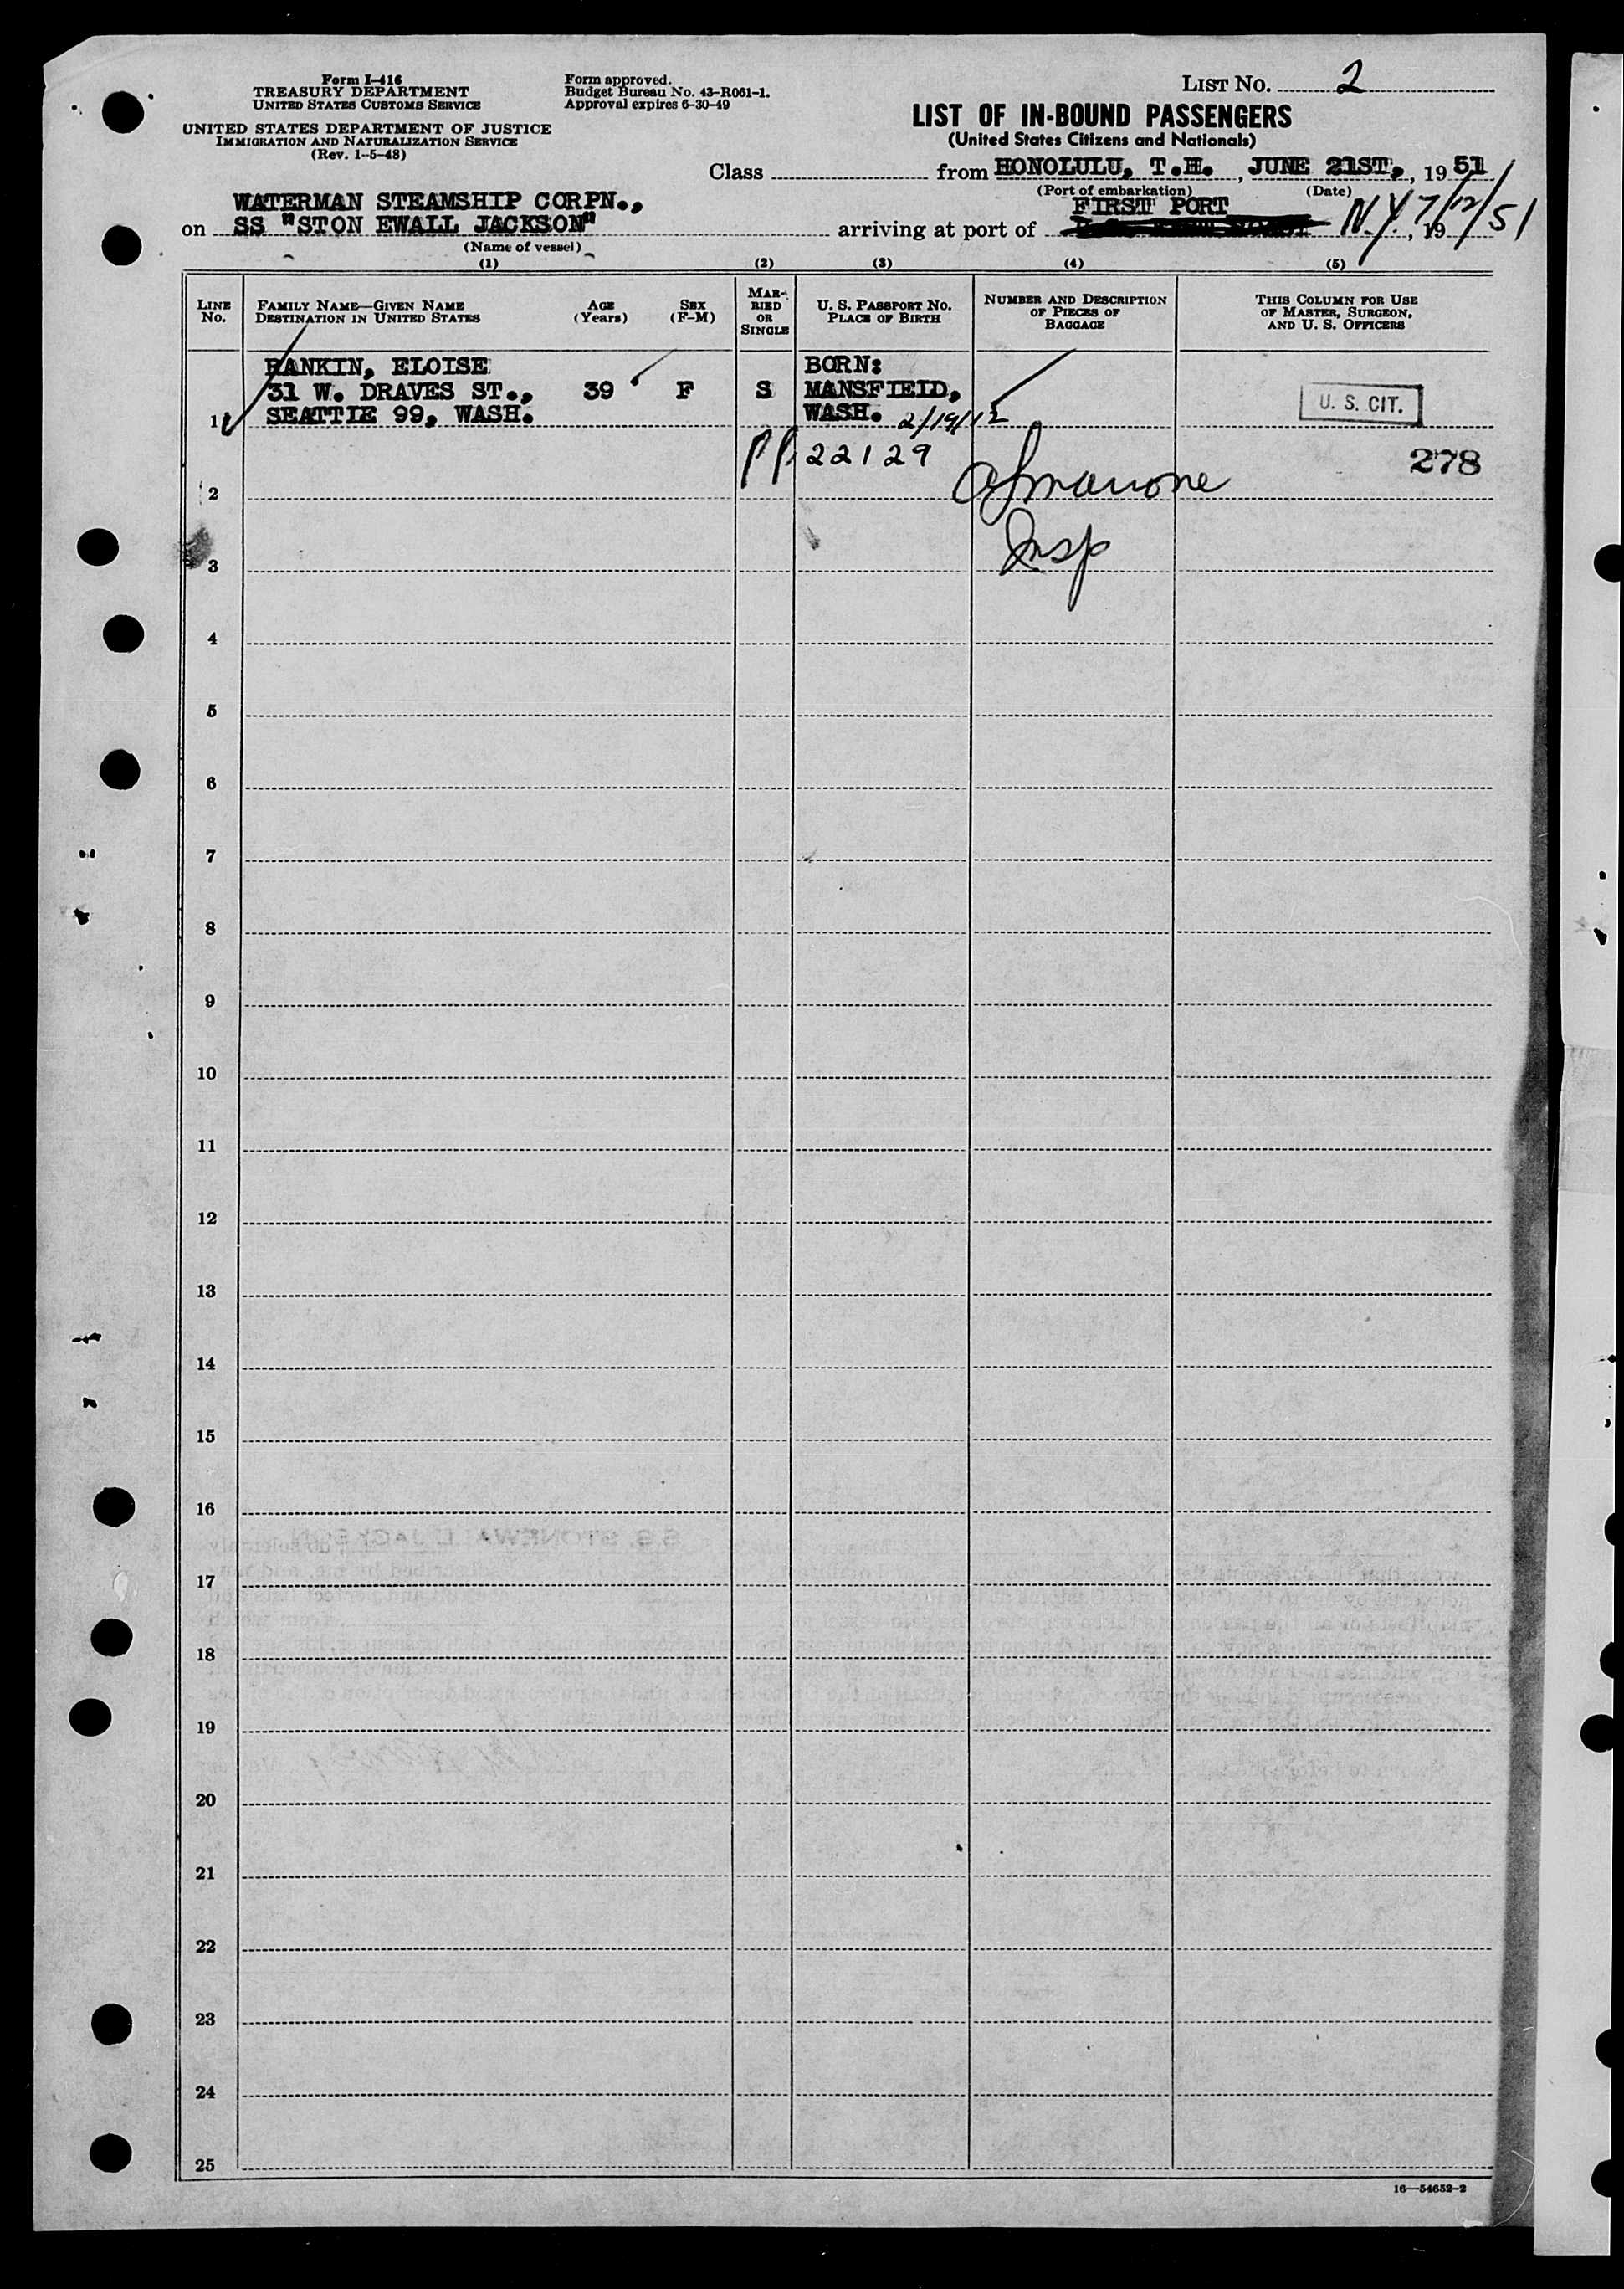 Form I-416
TREASURY DEPARTMENT
UNITED STATES CUSTOMS SERVICE
UNITED STATES DEPARTMENT OF JUSTICE
IMMIGRATION AND NATURALIZATION SERVICE
(Rev. 1-5-48)
Form approved.
Budget Bureau No. 43-R061-1.
Approval expires 6-30-49
LIST No. 2
LIST OF IN-BOUND PASSENGERS
(United States Citizens and Nationals)
Class from HONOLULU, T.H. , JUNE 21ST, , 19 51
(Port of embarkation) (Date)
WATERMAN STEAMSHIP CORPN.,
on SS "STON EWALL JACKSON"
(Name of vessel)
FIRST PORT
arriving at port of N.Y. 7/12/51 , 19
(1) (2) (3) (4) (5)
LINE No.
FAMILY NAME—GIVEN NAME
DESTINATION IN UNITED STATES
AGE (Years)
SEX (F-M)
MARRIED OR SINGLE
U. S. PASSPORT NO.
PLACE OF BIRTH
NUMBER AND DESCRIPTION OF PIECES OF BAGGAGE
THIS COLUMN FOR USE OF MASTER, SURGEON, AND U. S. OFFICERS
RANKIN, ELOISE BORN:
31 W. DRAVES ST., 39 F S MANSFIELD,
1 SEATTLE 99, WASH. WASH. 2/19/12
U. S. CIT.
PP 22129
278
2
Insp
3
4
5
6
7
8
9
10
11
12
13
14
15
16
17
18
19
20
21
22
23
24
25
16—54652-2